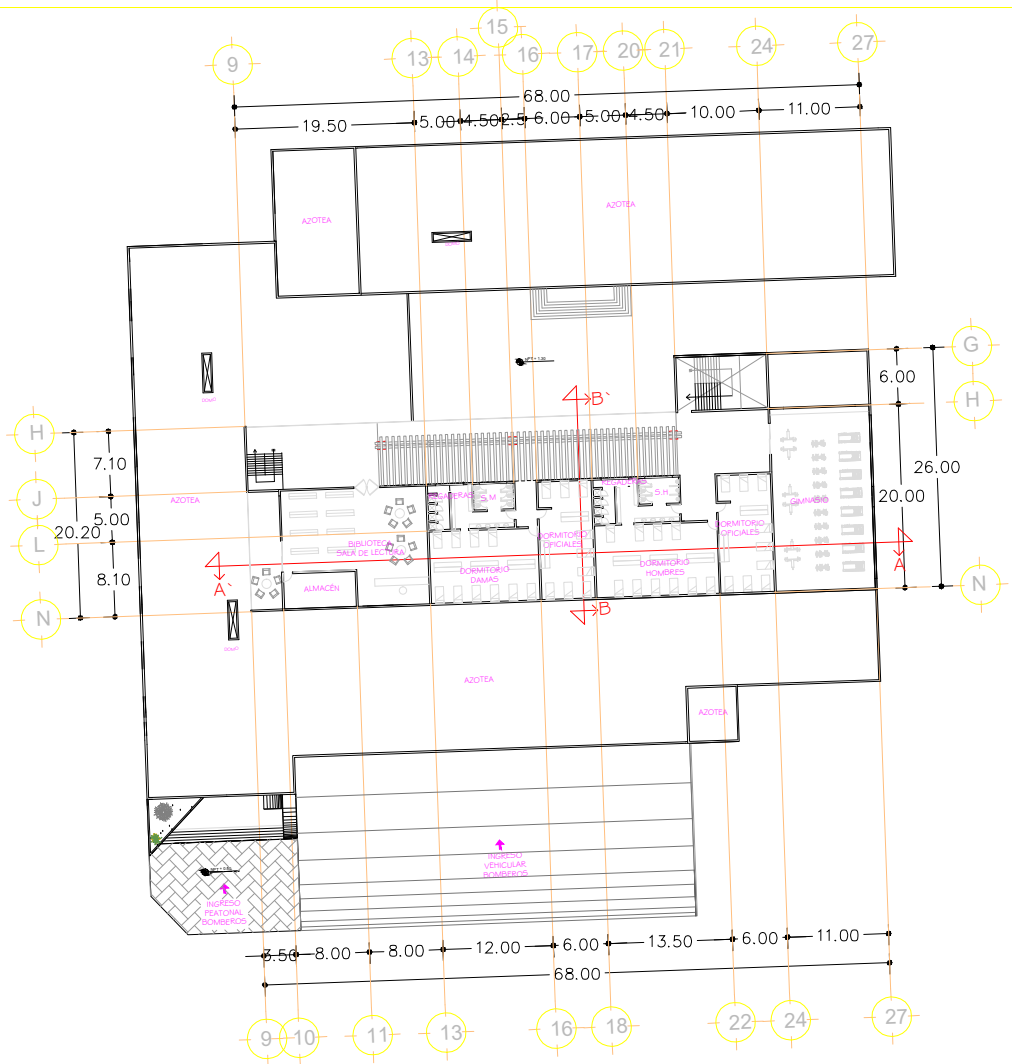 15
9
13
14
16
17
20
21
24
27
68.00
19.50
5.00
4.50
2.5
6.00
5.00
4.50
10.00
11.00
AZOTEA
AZOTEA
DOMO
G
6.00
H
B`
H
7.10
DOMO
26.00
20.00
J
AZOTEA
5.00
20.20
L
S.H
GIMNASIO
BIBLIOTECA
SALA DE LECTURA
DORMITORIO
OFICIALES
DORMITORIO
OFICIALES
DORMITORIO
DAMAS
DORMITORIO
HOMBRES
A
A`
8.10
ALMACÉN
N
N
B
DOMO
AZOTEA
AZOTEA
INGRESO
VEHICULAR
BOMBEROS
INGRESO
PEATONAL
BOMBEROS
3.50
8.00
8.00
12.00
6.00
13.50
6.00
11.00
68.00
9
10
11
13
16
18
22
24
27